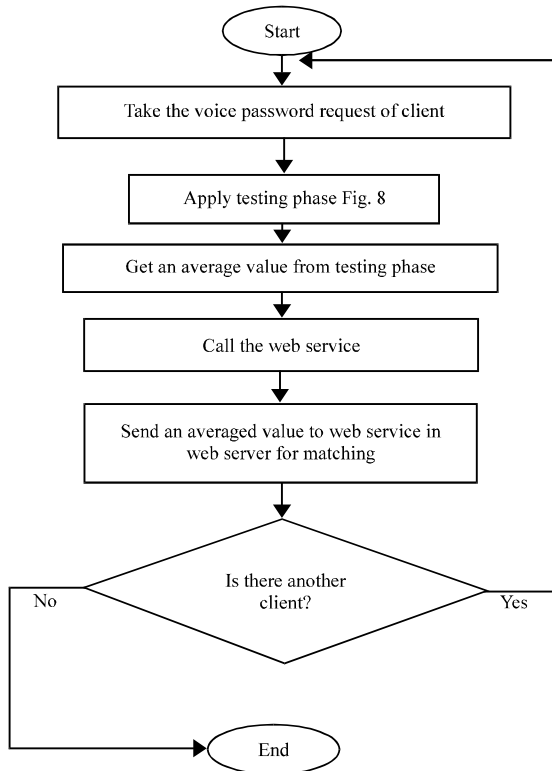 Start
Take the voice password request of client
Apply testing phase Fig. 8
Get an average value from testing phase
Call the web service
Send an averaged value to web service in
web server for matching
Is there another
client?
No
Yes
End